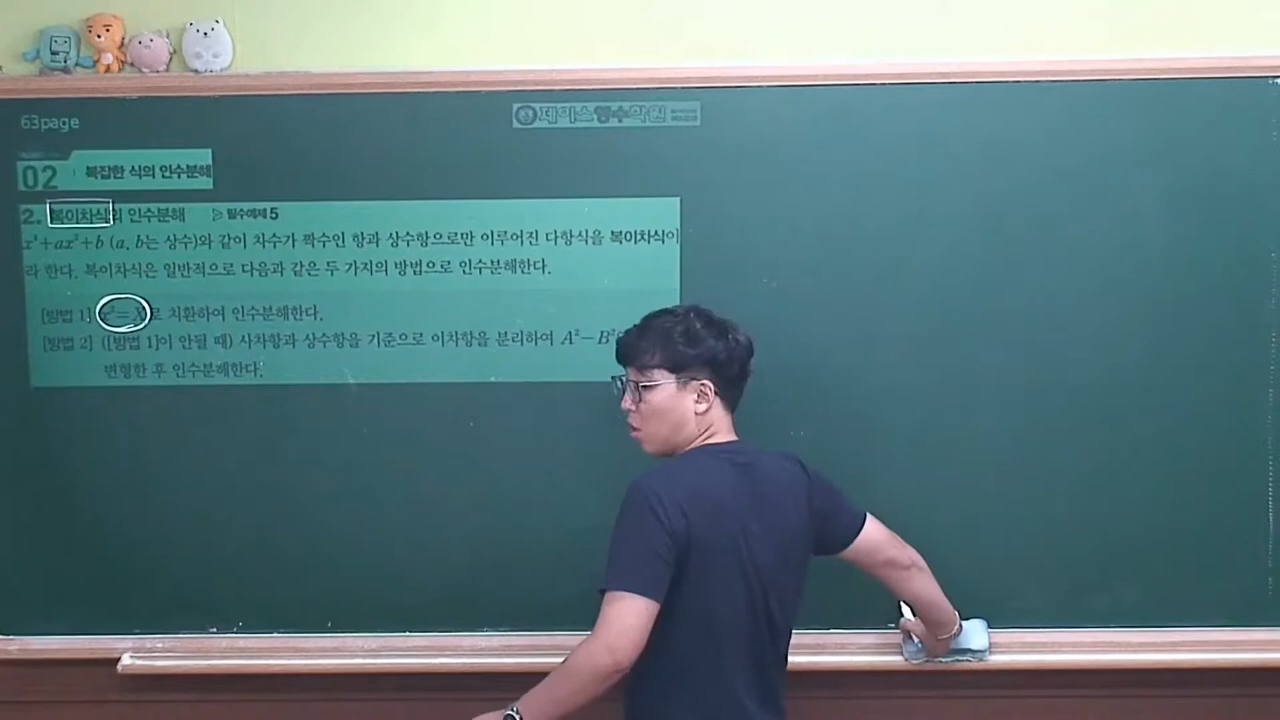 63page
제이스영수학원
02 복잡한 식의 인수분해
2. 복이차식의 인수분해 ▷ 필수예제 5
x⁴+ax²+b (a, b는 상수)와 같이 차수가 짝수인 항과 상수항으로만 이루어진 다항식을 복이차식이
라 한다. 복이차식은 일반적으로 다음과 같은 두 가지의 방법으로 인수분해한다.
[방법 1] x²=X로 치환하여 인수분해한다.
[방법 2] ([방법 1]이 안될 때) 사차항과 상수항을 기준으로 이차항을 분리하여 A²-B²
변형한 후 인수분해한다.